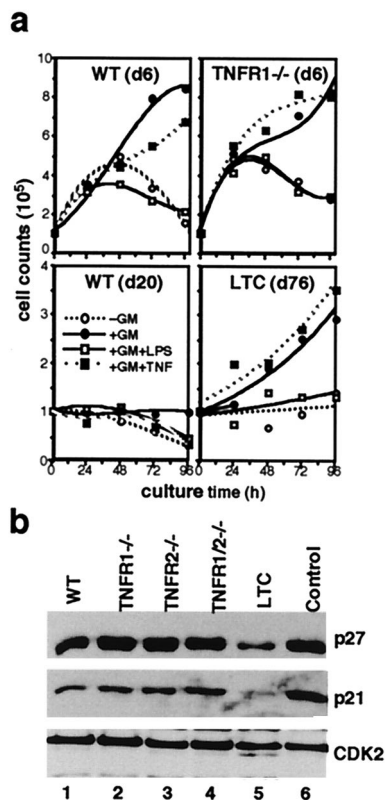 a
WT (d6) TNFR1-/- (d6)
10
8
6
4
2
0
WT (d20) LTC (d76)
4
3
2
1
0
–GM
+GM
+GM+LPS
+GM+TNF
0 24 48 72 96 0 24 48 72 96
cell counts (10⁵)
culture time (h)
b
WT TNFR1-/- TNFR2-/- TNFR1/2-/- LTC Control
p27
p21
CDK2
1 2 3 4 5 6